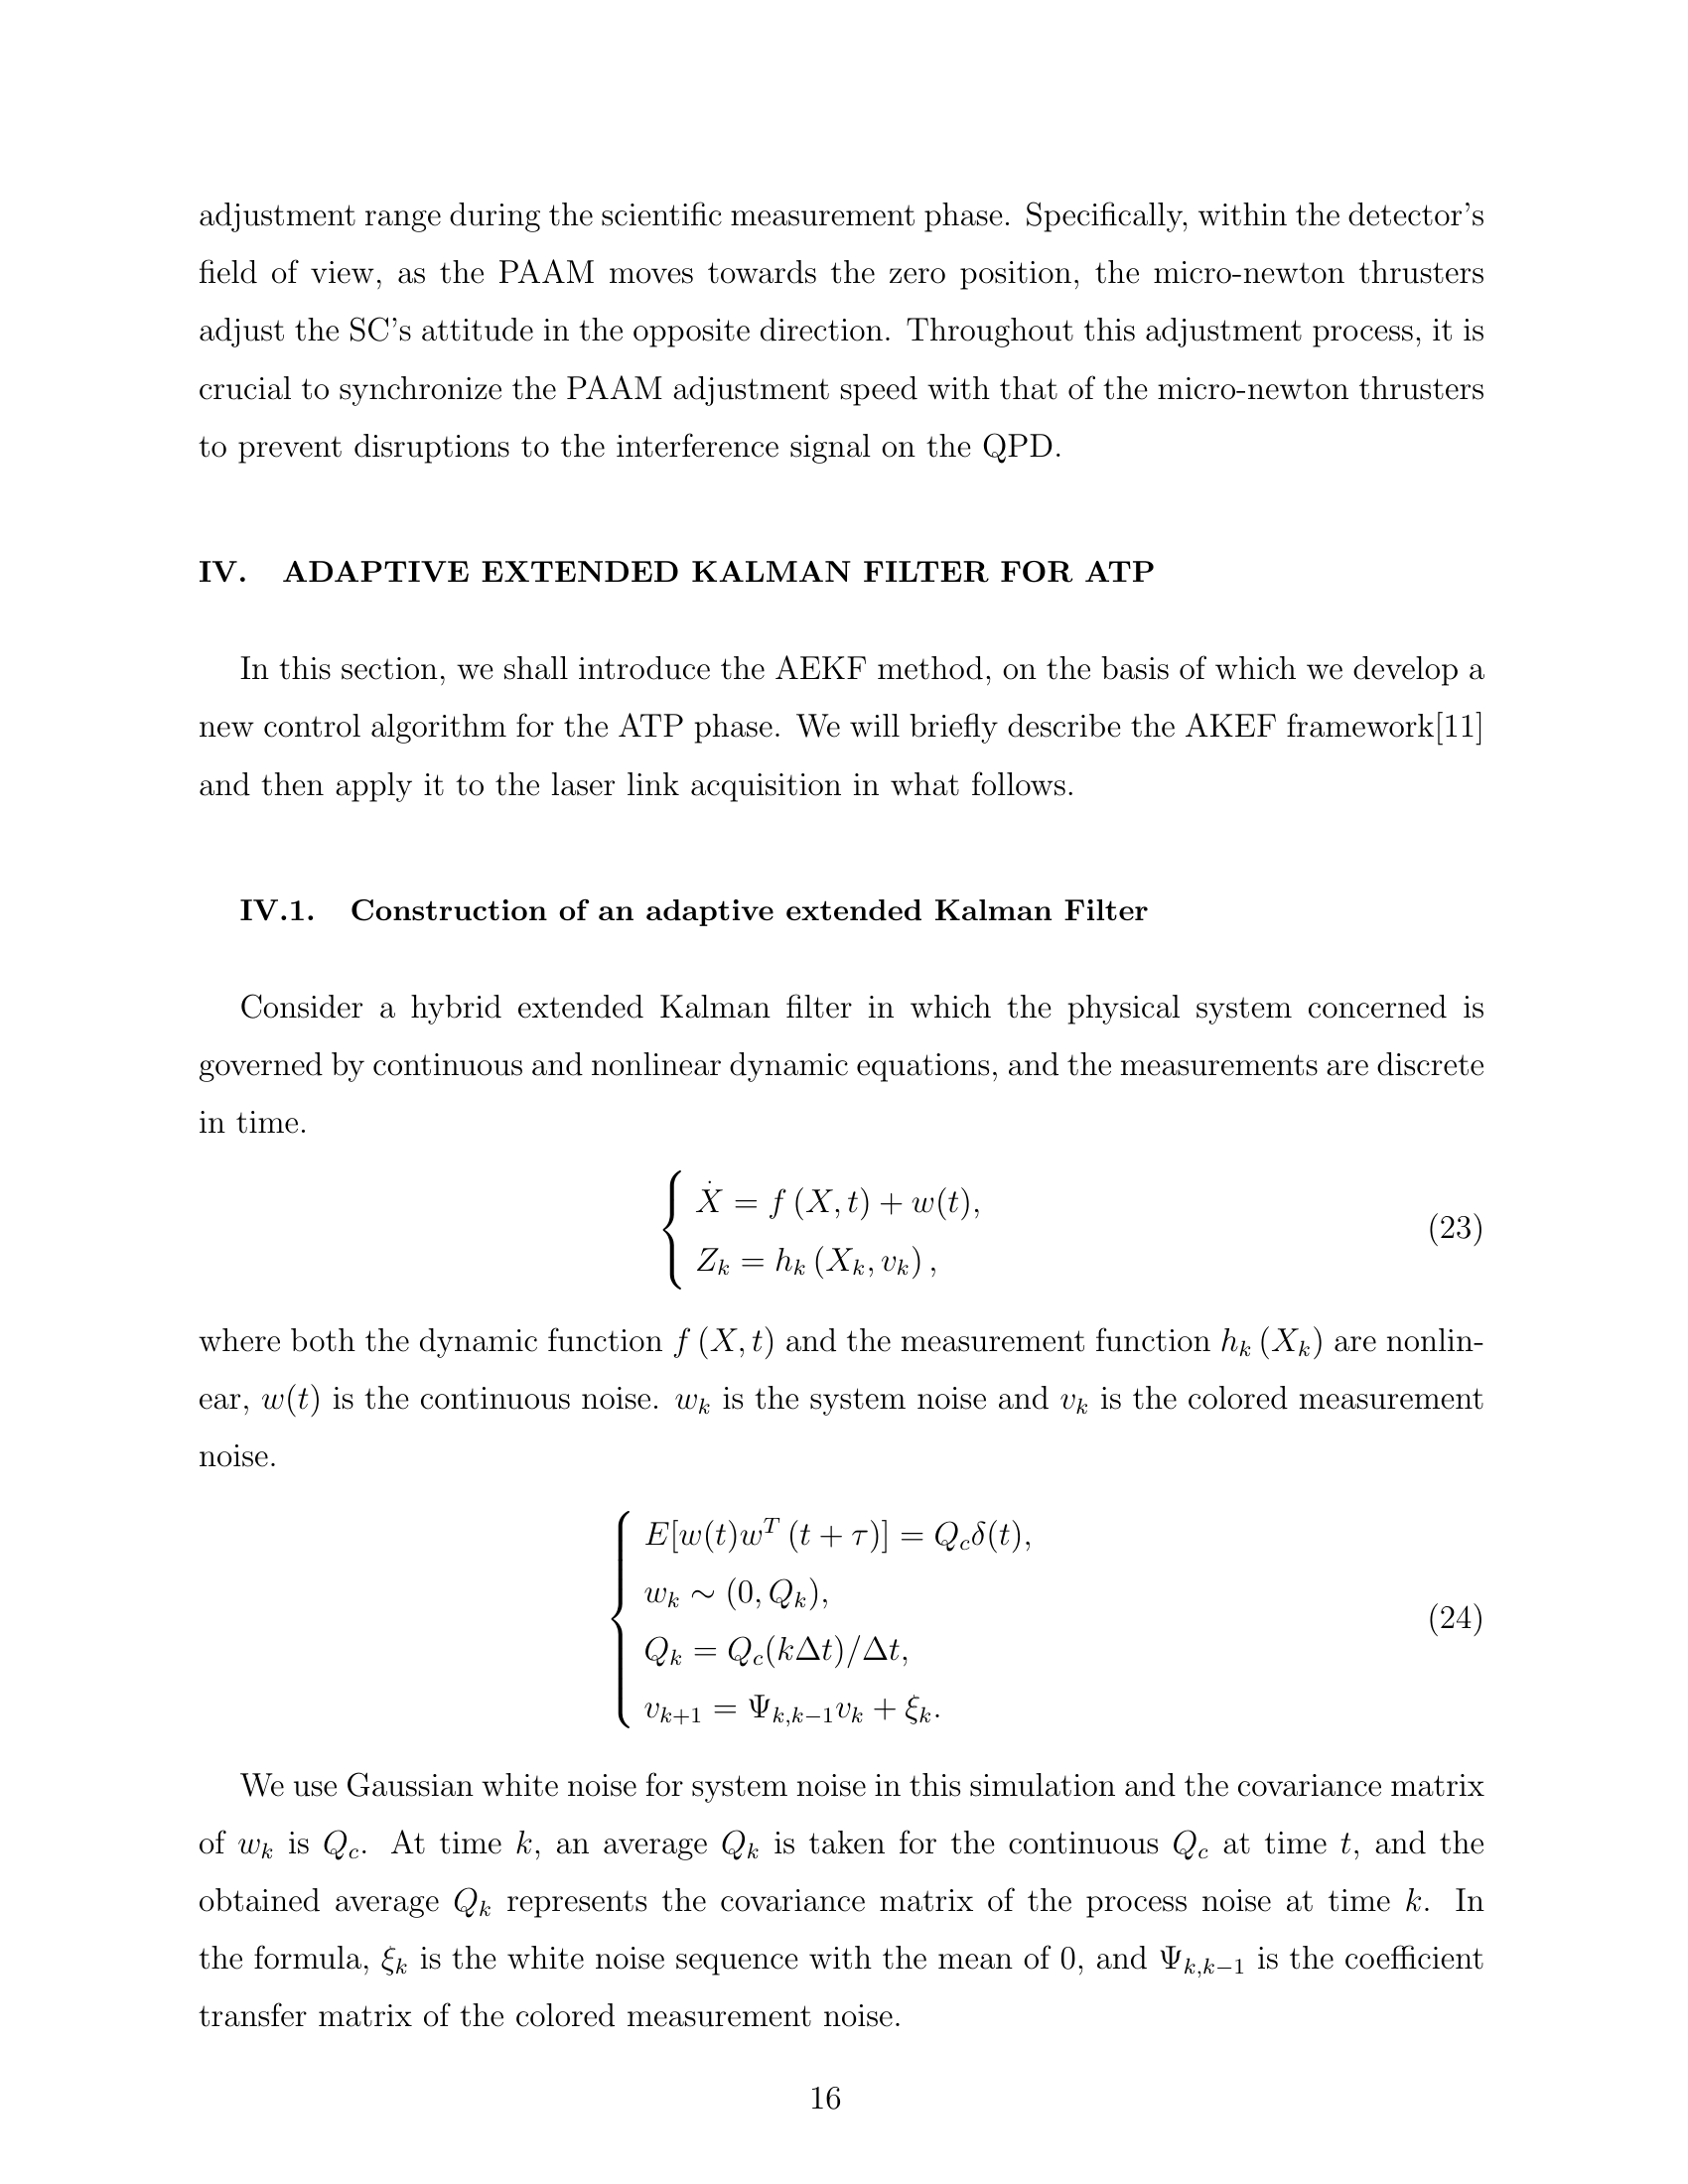 adjustment range during the scientific measurement phase. Specifically, within the detector's
field of view, as the PAAM moves towards the zero position, the micro-newton thrusters
adjust the SC's attitude in the opposite direction. Throughout this adjustment process, it is
crucial to synchronize the PAAM adjustment speed with that of the micro-newton thrusters
to prevent disruptions to the interference signal on the QPD.
IV. ADAPTIVE EXTENDED KALMAN FILTER FOR ATP
In this section, we shall introduce the AEKF method, on the basis of which we develop a
new control algorithm for the ATP phase. We will briefly describe the AKEF framework[11]
and then apply it to the laser link acquisition in what follows.
IV.1. Construction of an adaptive extended Kalman Filter
Consider a hybrid extended Kalman filter in which the physical system concerned is
governed by continuous and nonlinear dynamic equations, and the measurements are discrete
in time.
$\dot{X} = f(X, t) + w(t),$
$Z_k = h_k(X_k, v_k),$ (23)
where both the dynamic function $f(X, t)$ and the measurement function $h_k(X_k)$ are nonlin-
ear, $w(t)$ is the continuous noise. $w_k$ is the system noise and $v_k$ is the colored measurement
noise.
$E[w(t)w^T(t + \tau)] = Q_c\delta(t),$
$w_k \sim (0, Q_k),$
$Q_k = Q_c(k\Delta t)/\Delta t,$ (24)
$v_{k+1} = \Psi_{k,k-1}v_k + \xi_k.$
We use Gaussian white noise for system noise in this simulation and the covariance matrix
of $w_k$ is $Q_c$. At time $k$, an average $Q_k$ is taken for the continuous $Q_c$ at time $t$, and the
obtained average $Q_k$ represents the covariance matrix of the process noise at time $k$. In
the formula, $\xi_k$ is the white noise sequence with the mean of 0, and $\Psi_{k,k-1}$ is the coefficient
transfer matrix of the colored measurement noise.
16